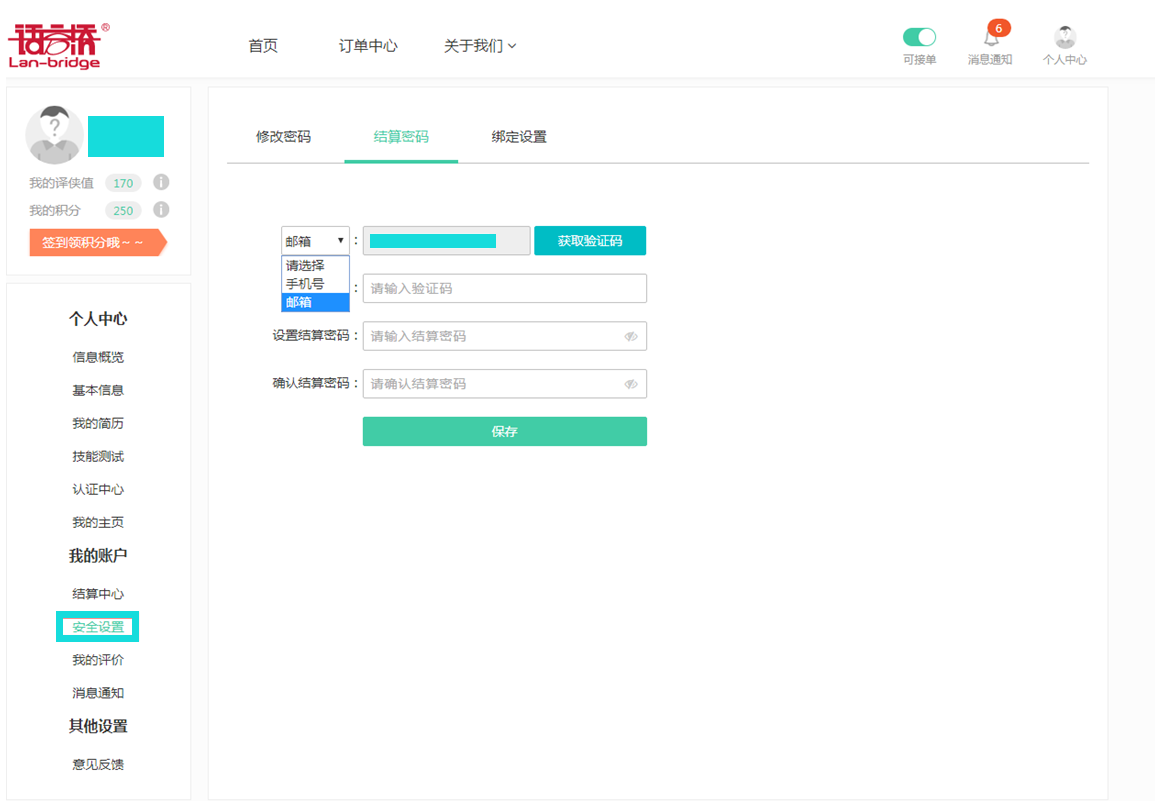 语言桥®
Lan-bridge
首页
订单中心
关于我们
6
可接单
消息通知
个人中心
?
我的译侠值 170 i
我的积分 250 i
签到领积分哦~~
个人中心
信息概览
基本信息
我的简历
技能测试
认证中心
我的主页
我的账户
结算中心
安全设置
我的评价
消息通知
其他设置
意见反馈
修改密码
结算密码
绑定设置
邮箱 ▼ : 获取验证码
请选择
手机号
邮箱
: 请输入验证码
设置结算密码: 请输入结算密码
确认结算密码: 请确认结算密码
保存